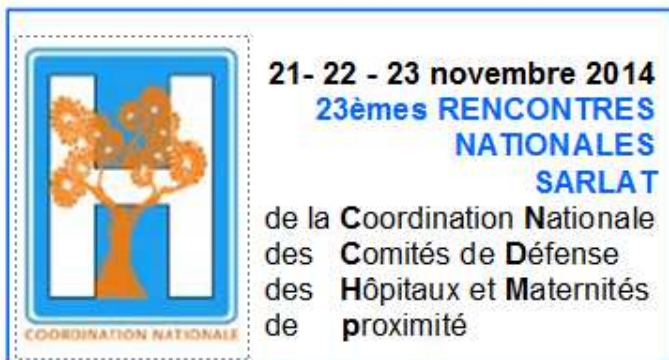 H
COORDINATION NATIONALE
21- 22 - 23 novembre 2014
23èmes RENCONTRES
NATIONALES
SARLAT
de la Coordination Nationale
des Comités de Défense
des Hôpitaux et Maternités
de proximité